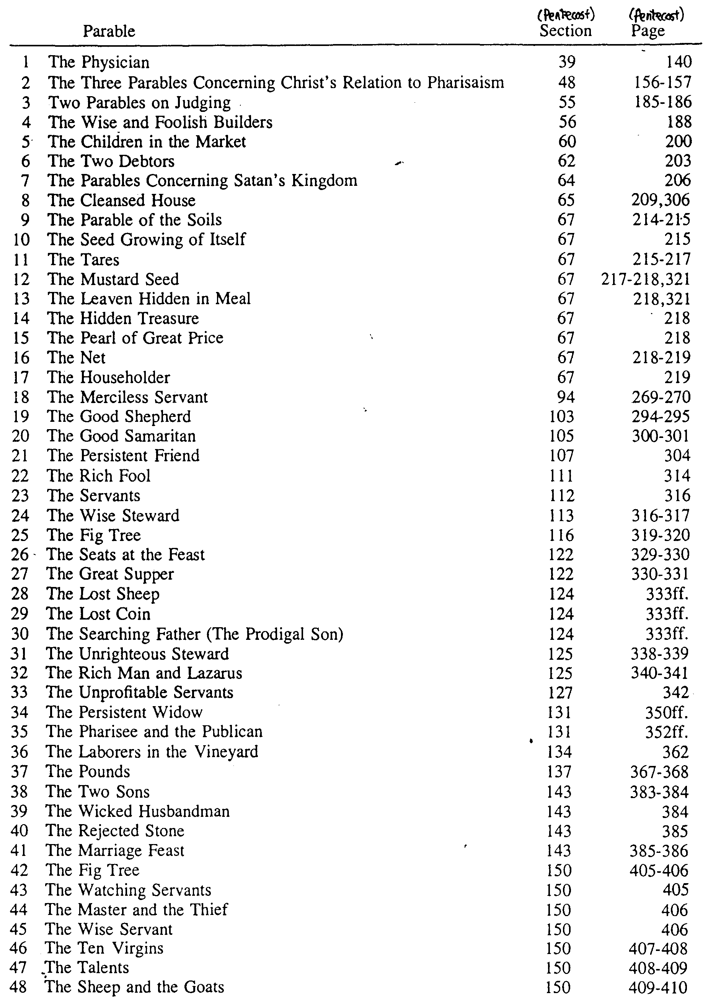 (Pentecost) (Pentecost)
Parable Section Page
1 The Physician 39 140
2 The Three Parables Concerning Christ's Relation to Pharisaism 48 156-157
3 Two Parables on Judging 55 185-186
4 The Wise and Foolish Builders 56 188
5 The Children in the Market 60 200
6 The Two Debtors 62 203
7 The Parables Concerning Satan's Kingdom 64 206
8 The Cleansed House 65 209,306
9 The Parable of the Soils 67 214-215
10 The Seed Growing of Itself 67 215
11 The Tares 67 215-217
12 The Mustard Seed 67 217-218,321
13 The Leaven Hidden in Meal 67 218,321
14 The Hidden Treasure 67 218
15 The Pearl of Great Price 67 218
16 The Net 67 218-219
17 The Householder 67 219
18 The Merciless Servant 94 269-270
19 The Good Shepherd 103 294-295
20 The Good Samaritan 105 300-301
21 The Persistent Friend 107 304
22 The Rich Fool 111 314
23 The Servants 112 316
24 The Wise Steward 113 316-317
25 The Fig Tree 116 319-320
26 The Seats at the Feast 122 329-330
27 The Great Supper 122 330-331
28 The Lost Sheep 124 333ff.
29 The Lost Coin 124 333ff.
30 The Searching Father (The Prodigal Son) 124 333ff.
31 The Unrighteous Steward 125 338-339
32 The Rich Man and Lazarus 125 340-341
33 The Unprofitable Servants 127 342
34 The Persistent Widow 131 350ff.
35 The Pharisee and the Publican 131 352ff.
36 The Laborers in the Vineyard 134 362
37 The Pounds 137 367-368
38 The Two Sons 143 383-384
39 The Wicked Husbandman 143 384
40 The Rejected Stone 143 385
41 The Marriage Feast 143 385-386
42 The Fig Tree 150 405-406
43 The Watching Servants 150 405
44 The Master and the Thief 150 406
45 The Wise Servant 150 406
46 The Ten Virgins 150 407-408
47 The Talents 150 408-409
48 The Sheep and the Goats 150 409-410